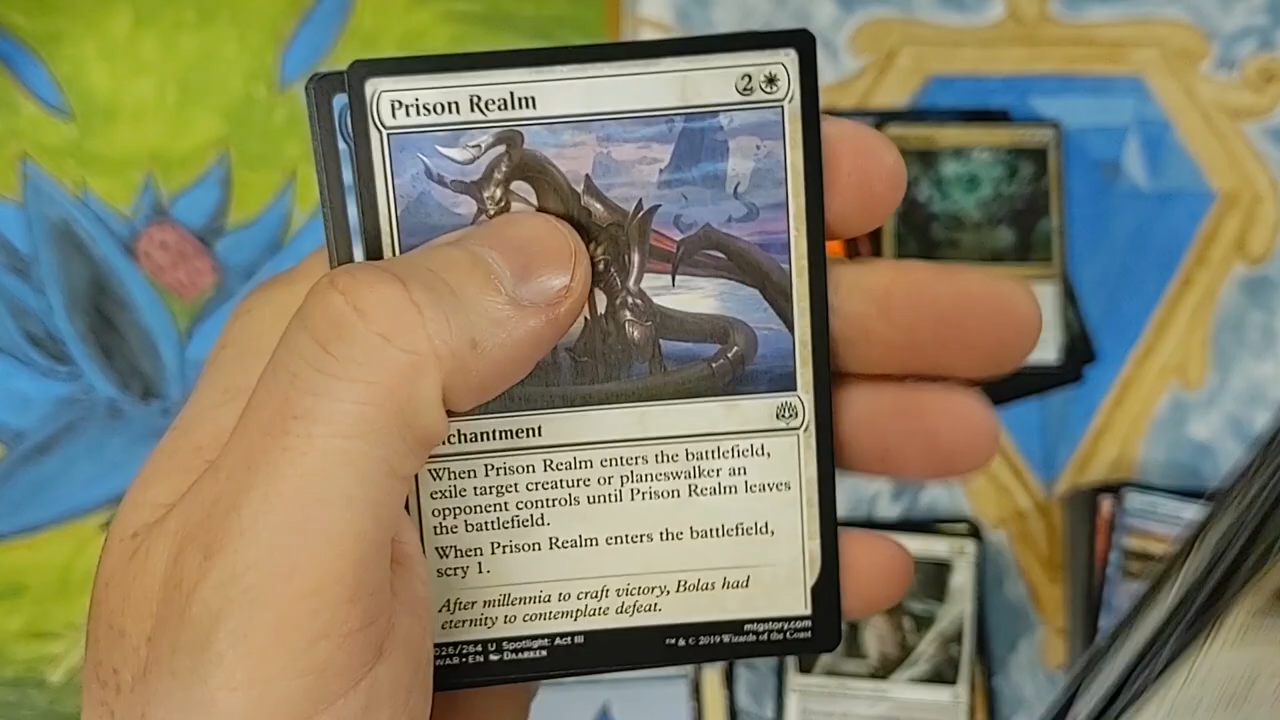 Prison Realm 2
chantment
When Prison Realm enters the battlefield,
exile target creature or planeswalker an
opponent controls until Prison Realm leaves
the battlefield.
When Prison Realm enters the battlefield,
scry 1.
After millennia to craft victory, Bolas had
eternity to contemplate defeat.
mtgstory.com
026/264 U Spotlight: Act III
™ & © 2019 Wizards of the Coast
WAR • EN Daarken